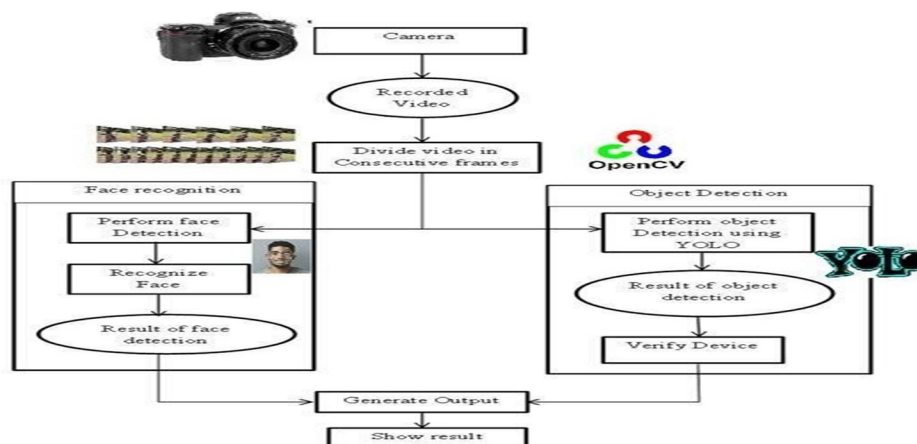 Camera
Recorded
Video
Divide video in
Consecutive frames
OpenCV
Face recognition
Perform face
Detection
Recognize
Face
Result of face
detection
Object Detection
Perform object
Detection using
YOLO
YOLO
Result of object
detection
Verify Device
Generate Output
Show result